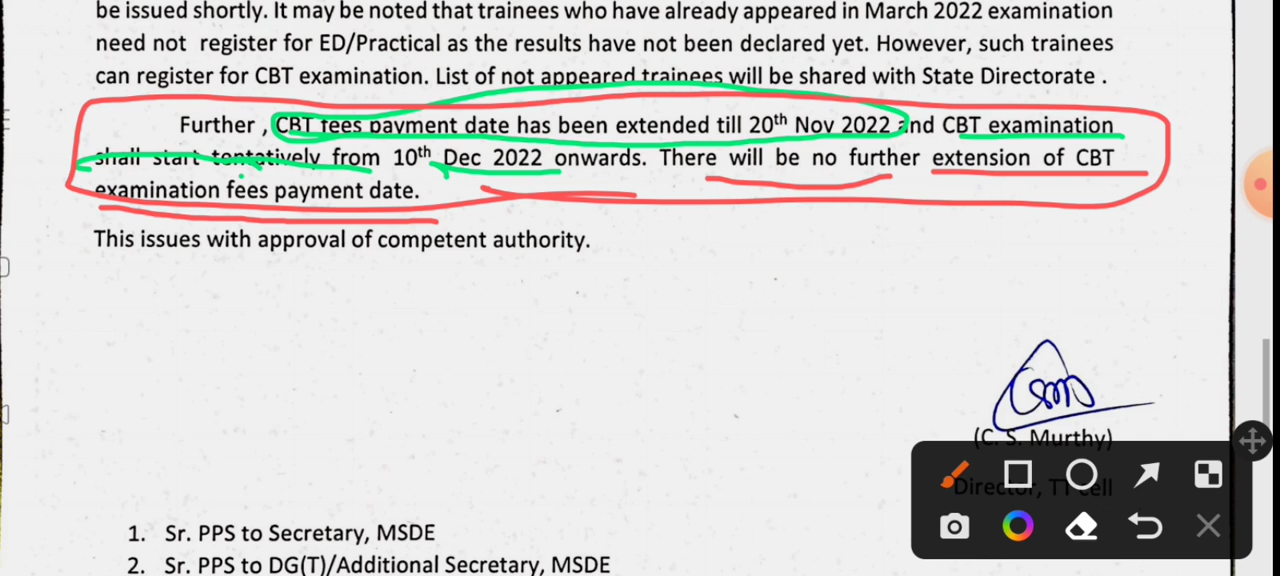 be issued shortly. It may be noted that trainees who have already appeared in March 2022 examination
need not register for ED/Practical as the results have not been declared yet. However, such trainees
can register for CBT examination. List of not appeared trainees will be shared with State Directorate .
Further , CBT fees payment date has been extended till 20th Nov 2022 and CBT examination
shall start tentatively from 10th Dec 2022 onwards. There will be no further extension of CBT
examination fees payment date.
This issues with approval of competent authority.
(C. S. Murthy)
Director, TT Cell
1. Sr. PPS to Secretary, MSDE
2. Sr. PPS to DG(T)/Additional Secretary, MSDE